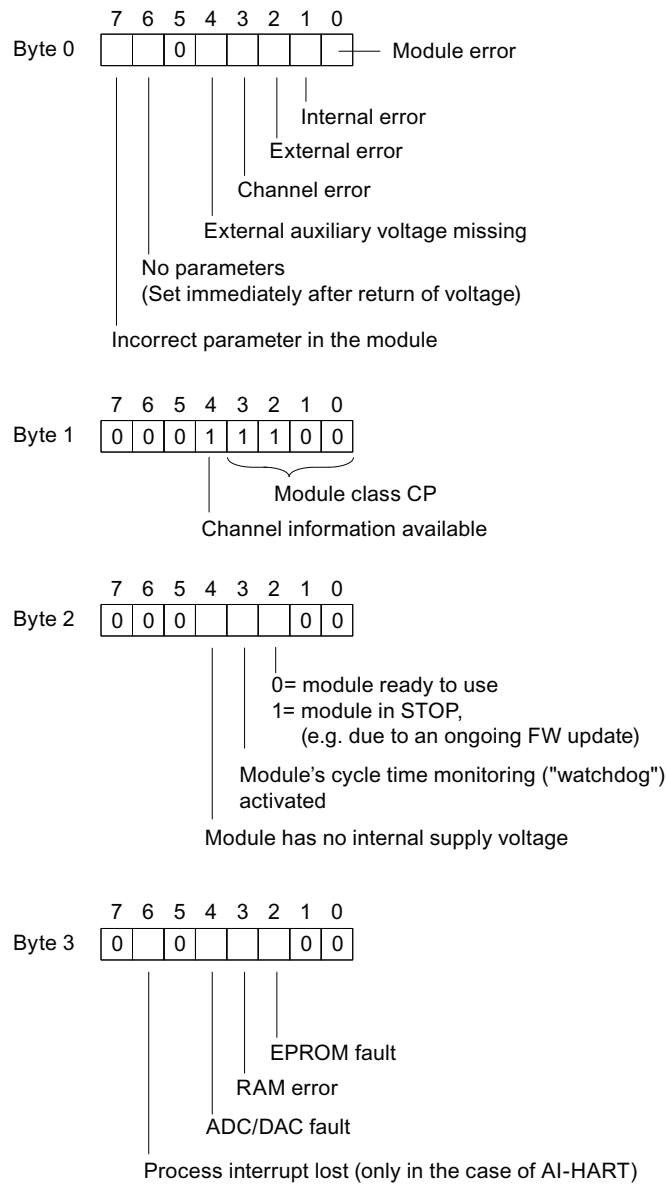 7 6 5 4 3 2 1 0
Byte 0 0 Module error
Internal error
External error
Channel error
External auxiliary voltage missing
No parameters
(Set immediately after return of voltage)
Incorrect parameter in the module
7 6 5 4 3 2 1 0
Byte 1 0 0 0 1 1 1 0 0
Module class CP
Channel information available
7 6 5 4 3 2 1 0
Byte 2 0 0 0 0 0
0= module ready to use
1= module in STOP,
(e.g. due to an ongoing FW update)
Module's cycle time monitoring ("watchdog")
activated
Module has no internal supply voltage
7 6 5 4 3 2 1 0
Byte 3 0 0 0 0
EPROM fault
RAM error
ADC/DAC fault
Process interrupt lost (only in the case of AI-HART)